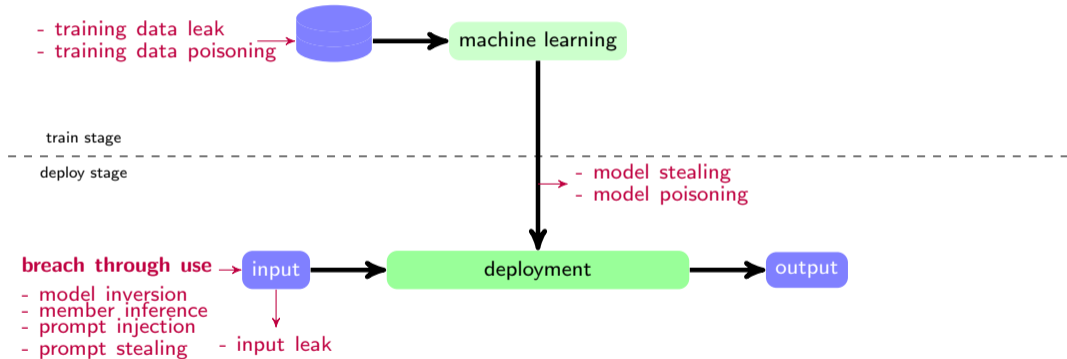 - training data leak
- training data poisoning
machine learning
train stage
deploy stage
- model stealing
- model poisoning
breach through use
input
deployment
output
- model inversion
- member inference
- prompt injection
- prompt stealing
- input leak